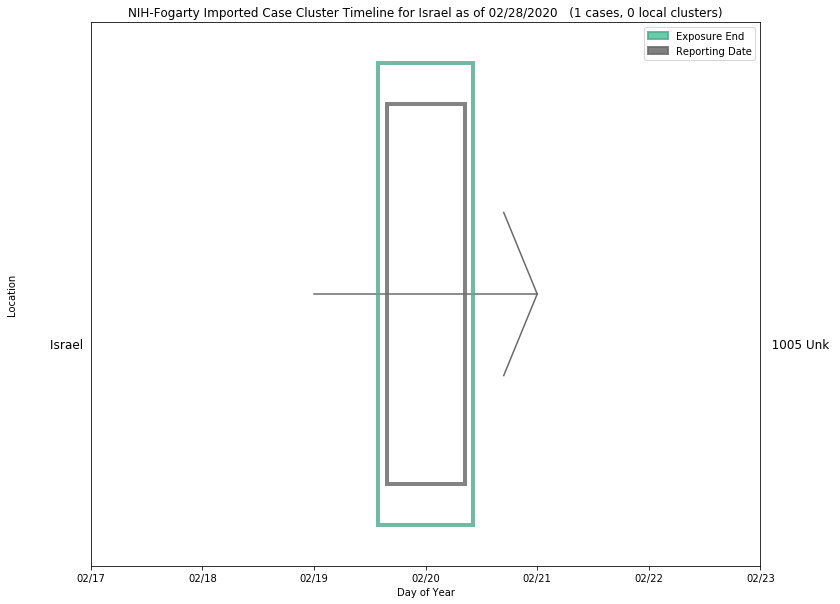 NIH-Fogarty Imported Case Cluster Timeline for Israel as of 02/28/2020   (1 cases, 0 local clusters)
Exposure End
Reporting Date
Location
Israel
1005 Unk
02/17 02/18 02/19 02/20 02/21 02/22 02/23
Day of Year